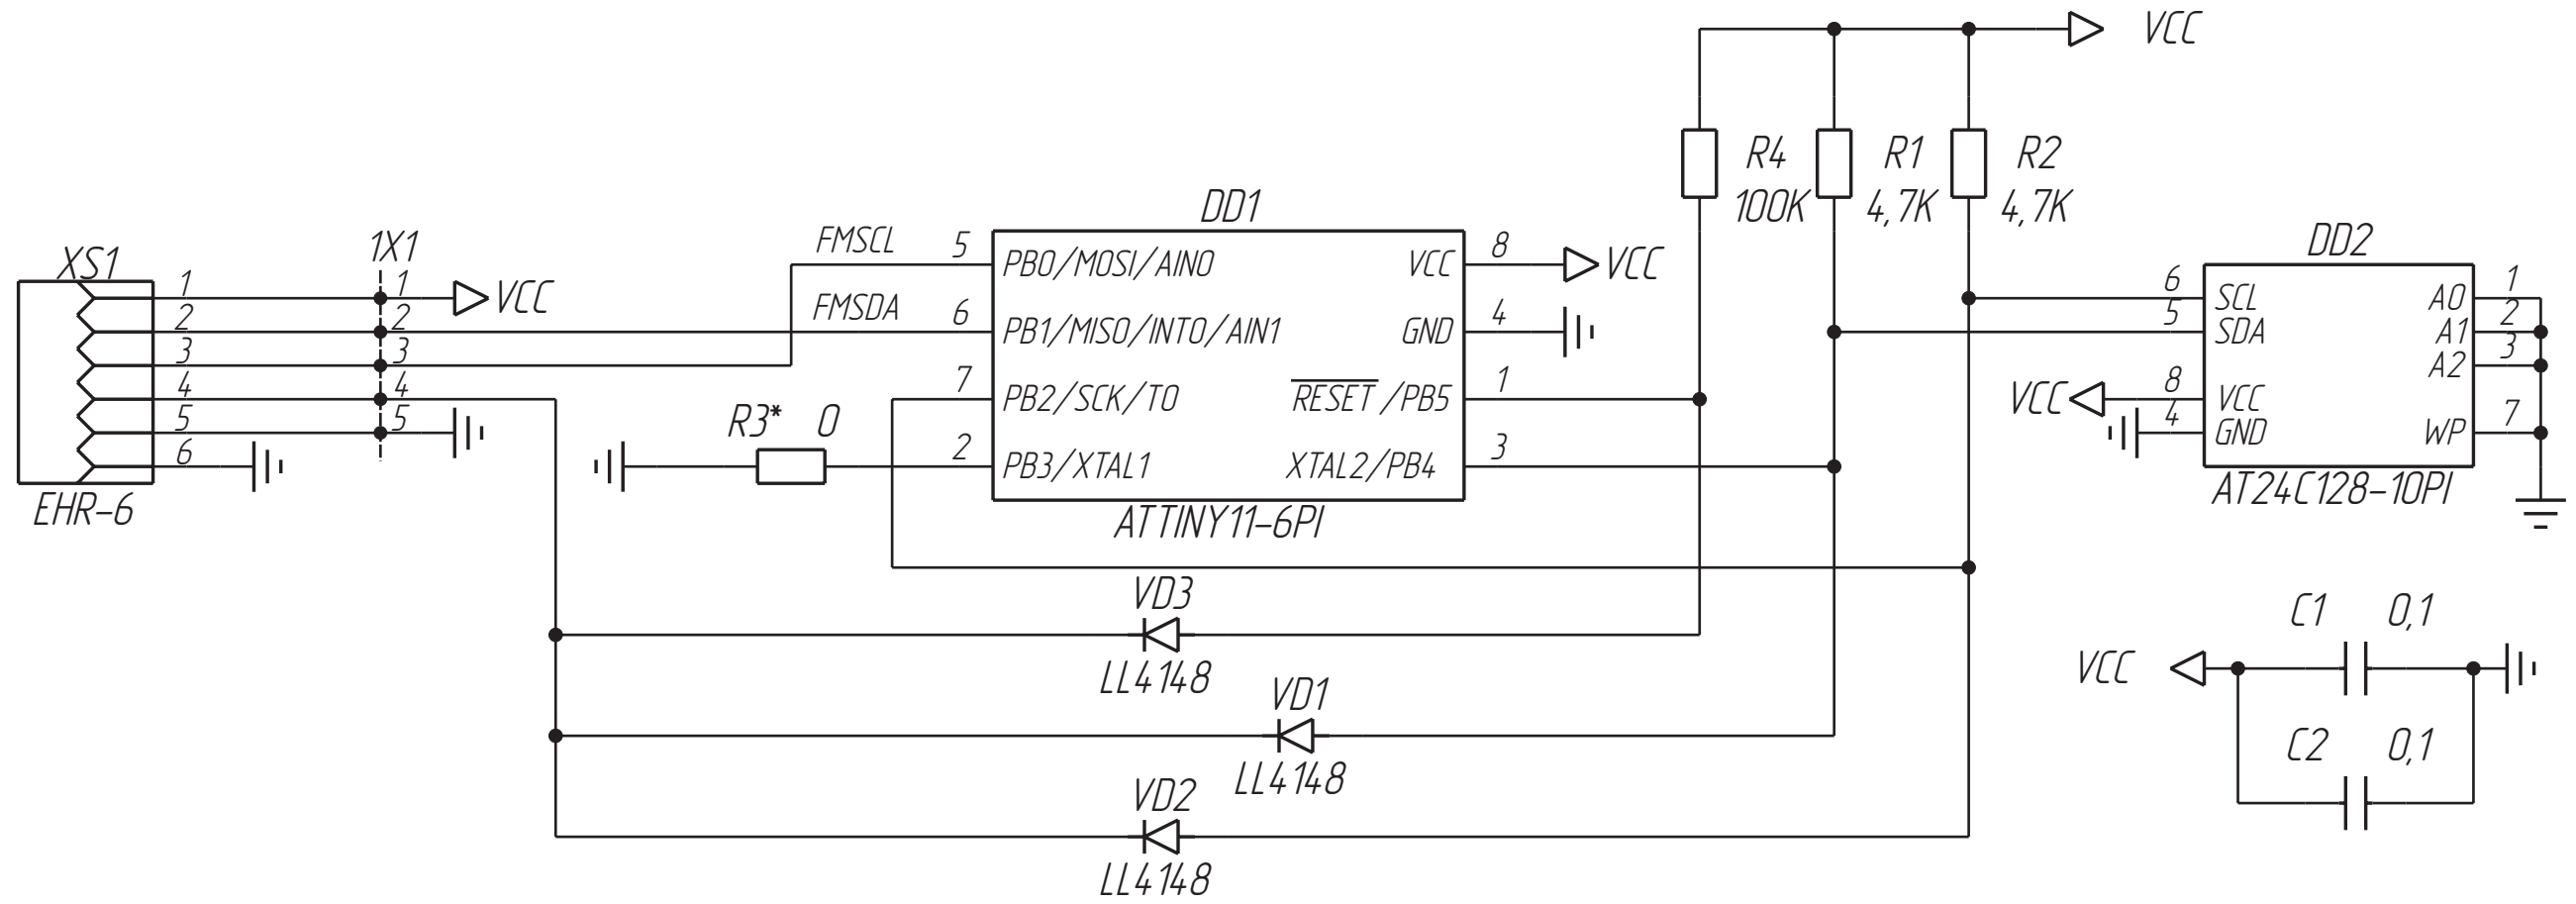 VCC
R4 R1 R2
100K 4,7K 4,7K
XS1 1X1
1 1 VCC
2 2
3 3
4 4
5 5
6
EHR-6
FMSCL 5
FMSDA 6
7
R3* 0 2
DD1
PB0/MOSI/AIN0 VCC 8 VCC
PB1/MISO/INT0/AIN1 GND 4
PB2/SCK/T0 RESET/PB5 1
PB3/XTAL1 XTAL2/PB4 3
ATTINY11-6PI
DD2
6 SCL A0 1
5 SDA A1 2
A2 3
VCC 8 VCC
4 GND WP 7
AT24C128-10PI
VD3
LL4148
VD1
LL4148
VD2
LL4148
C1 0,1
VCC
C2 0,1